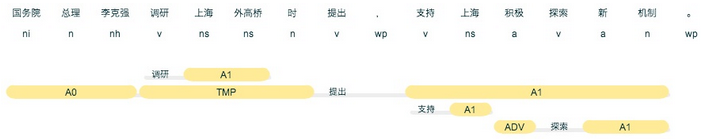 国务院 总理 李克强 调研 上海 外高桥 时 提出 , 支持 上海 积极 探索 新 机制 。
ni n nh v ns ns n v wp v ns a v a n wp
调研 A1
A0 TMP 提出 A1
支持 A1
ADV 探索 A1